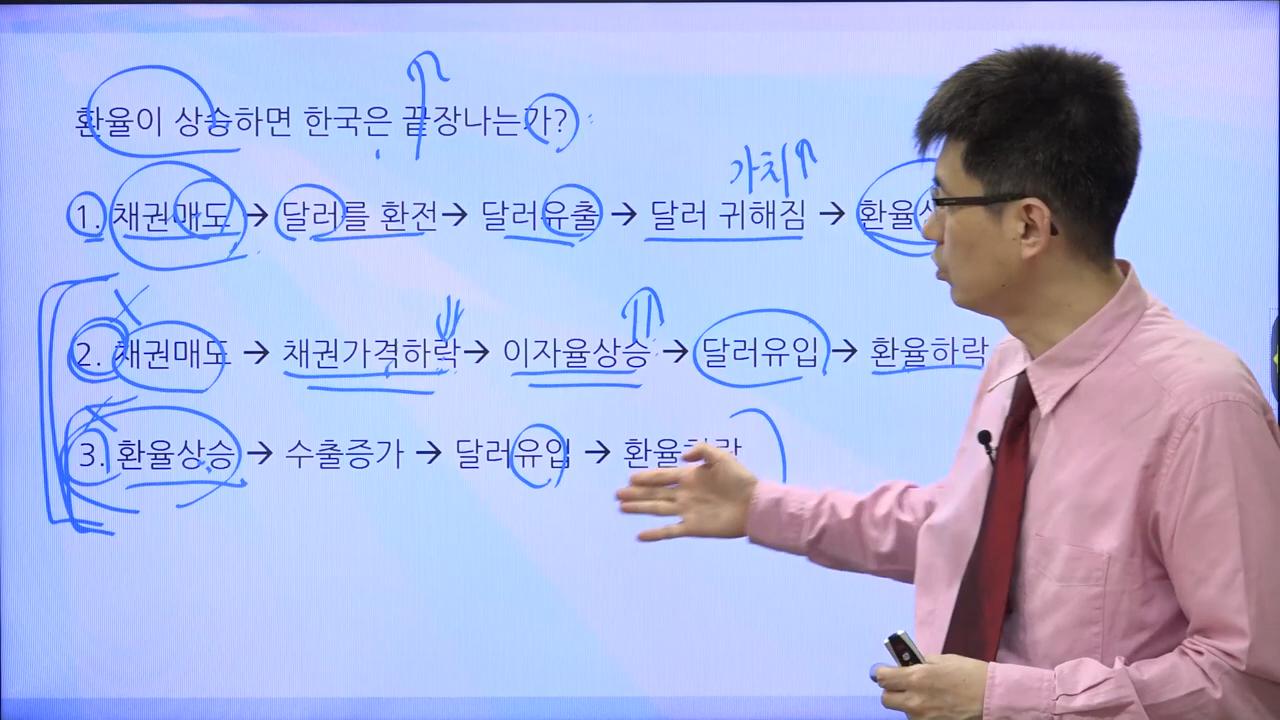 환율이 상승하면 한국은 끝장나는가?
가치↑
1. 채권매도 → 달러를 환전→ 달러유출 → 달러 귀해짐 → 환율
2. 채권매도 → 채권가격하락→ 이자율상승 → 달러유입 → 환율하락
3. 환율상승 → 수출증가 → 달러유입 → 환율하락